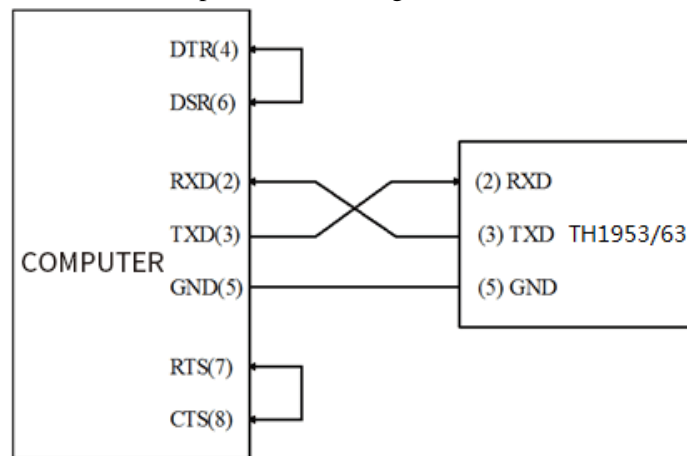 DTR(4)
DSR(6)
RXD(2)
(2) RXD
TXD(3)
(3) TXD TH1953/63
COMPUTER
GND(5)
(5) GND
RTS(7)
CTS(8)